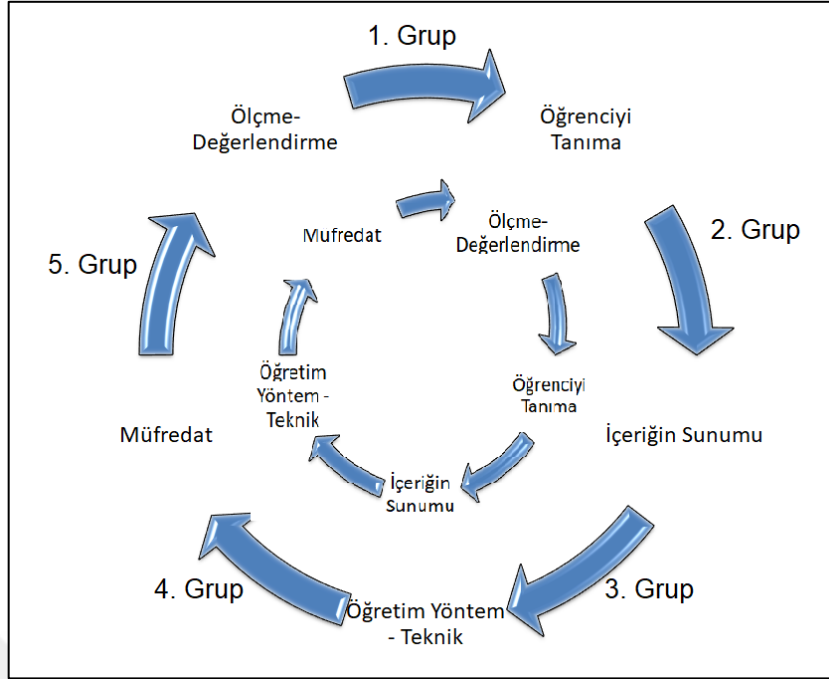 1. Grup
Ölçme-
Değerlendirme
Öğrenciyi
Tanıma
Mufredat
Ölçme-
Değerlendirme
2. Grup
5. Grup
Öğretim
Yöntem -
Teknik
Öğrenciyi
Tanıma
Müfredat
İçeriğin Sunumu
İçeriğin
Sunumu
4. Grup
3. Grup
Öğretim Yöntem
- Teknik